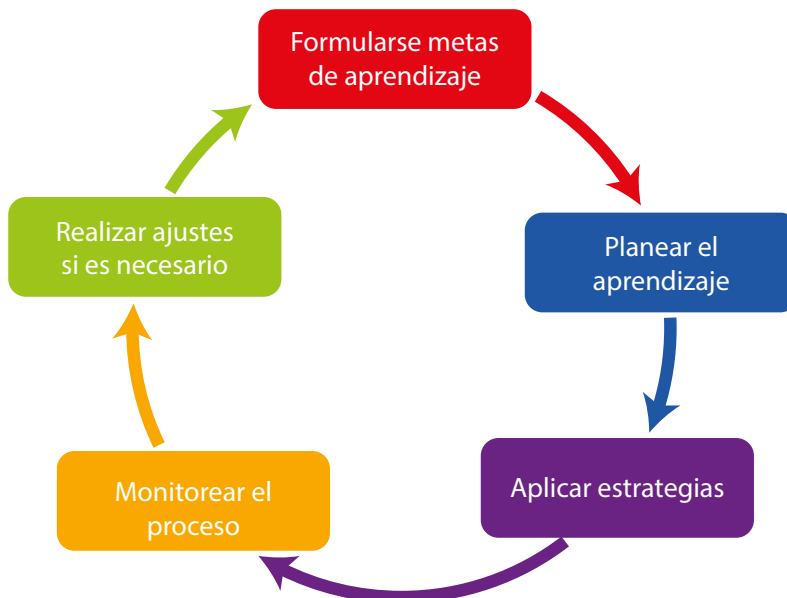 Formularse metas
de aprendizaje
Planear el
aprendizaje
Aplicar estrategias
Monitorear el
proceso
Realizar ajustes
si es necesario